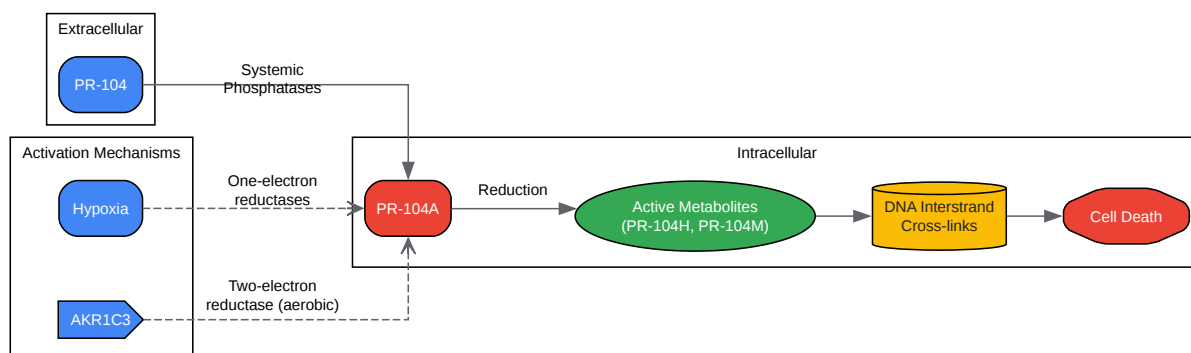 Extracellular
PR-104
Systemic
Phosphatases
Activation Mechanisms
Hypoxia
One-electron
reductases
AKR1C3
Two-electron
reductase (aerobic)
Intracellular
PR-104A
Reduction
Active Metabolites
(PR-104H, PR-104M)
DNA Interstrand
Cross-links
Cell Death